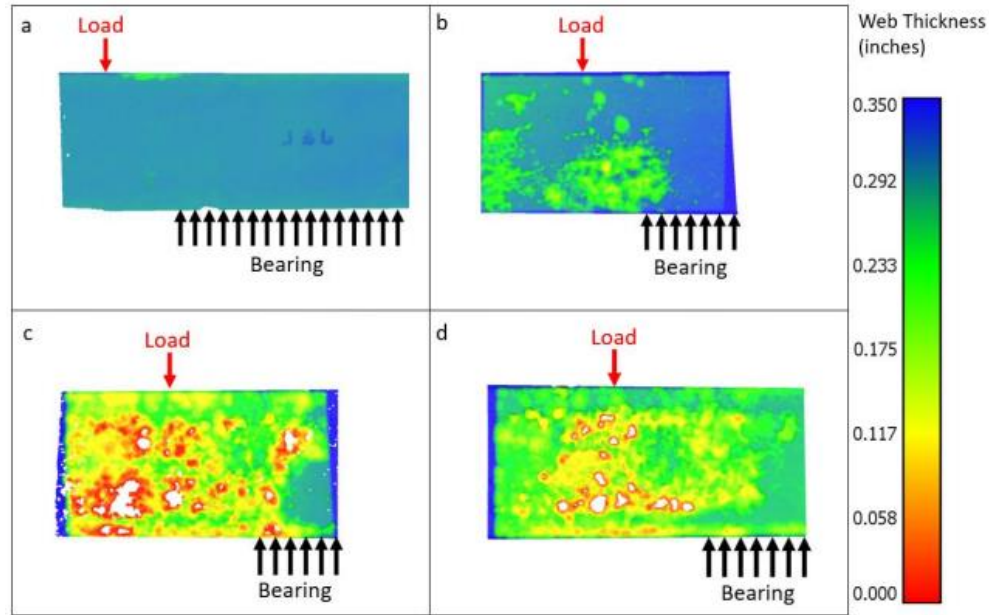 a
Load
Bearing
b
Load
Bearing
c
Load
Bearing
d
Load
Bearing
Web Thickness
(inches)
0.350
0.292
0.233
0.175
0.117
0.058
0.000